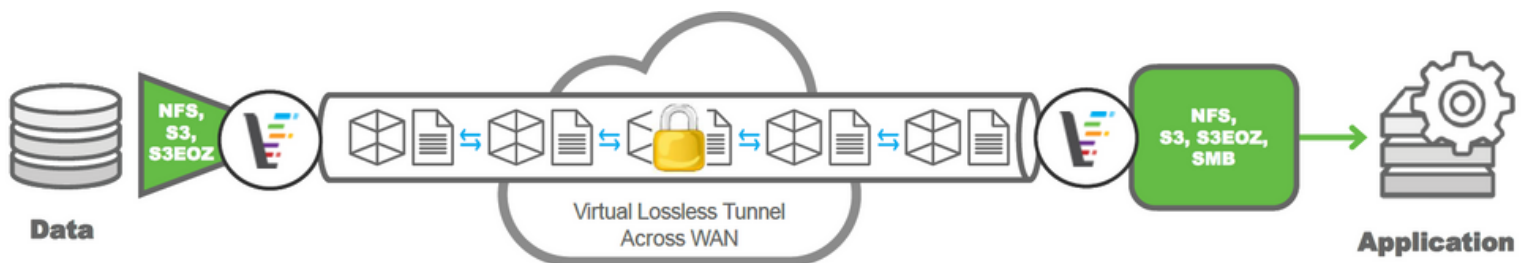 NFS,
S3,
S3EOZ
Data
Virtual Lossless Tunnel
Across WAN
NFS,
S3, S3EOZ,
SMB
Application